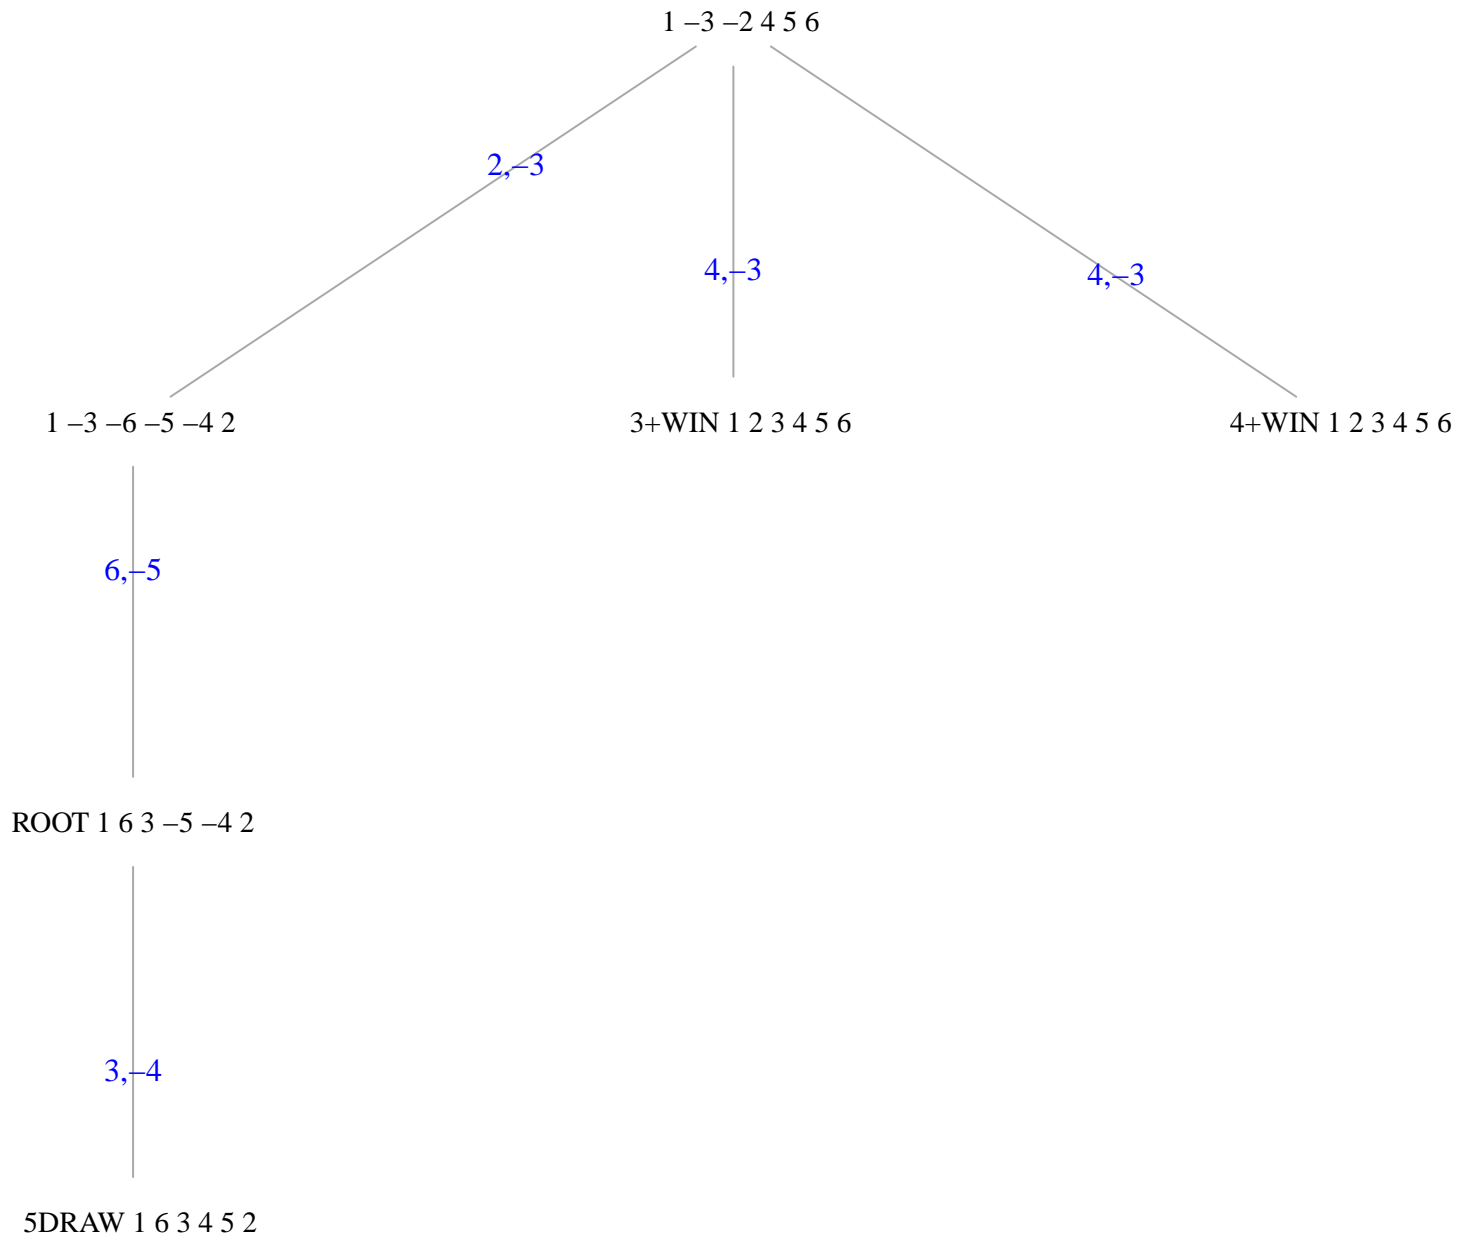 1 –3 –2 4 5 6
2,–3
4,–3
4,–3
1 –3 –6 –5 –4 2
3+WIN 1 2 3 4 5 6
4+WIN 1 2 3 4 5 6
6,–5
ROOT 1 6 3 –5 –4 2
3,–4
5DRAW 1 6 3 4 5 2